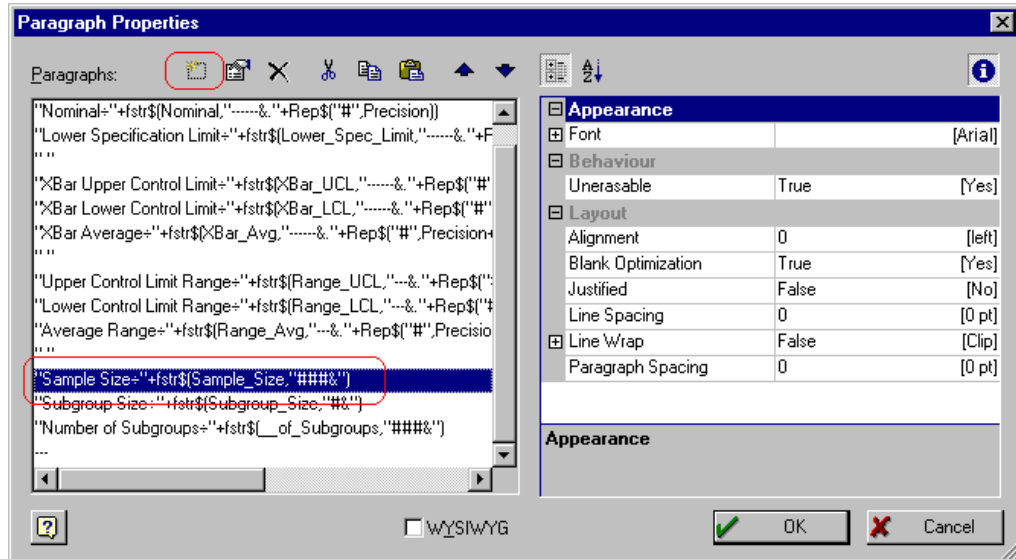 Paragraph Properties
Paragraphs:
"Nominal÷"+fstr$(Nominal,"------&."+Rep$("#",Precision))
"Lower Specification Limit÷"+fstr$(Lower_Spec_Limit,"------&."+F
" "
"XBar Upper Control Limit÷"+fstr$(XBar_UCL,"------&."+Rep$("#"
"XBar Lower Control Limit÷"+fstr$(XBar_LCL,"------&."+Rep$("#"
"XBar Average÷"+fstr$(XBar_Avg,"------&."+Rep$("#",Precision+
" "
"Upper Control Limit Range÷"+fstr$(Range_UCL,"---&."+Rep$("
"Lower Control Limit Range÷"+fstr$(Range_LCL,"---&."+Rep$("#
"Average Range÷"+fstr$(Range_Avg,"---&."+Rep$("#",Precisio
" "
"Sample Size÷"+fstr$(Sample_Size,"###&")
"Subgroup Size÷"+fstr$(Subgroup_Size,"#&")
"Number of Subgroups÷"+fstr$(__of_Subgroups,"###&")
---
Appearance
Font [Arial]
Behaviour
Unerasable True [Yes]
Layout
Alignment 0 [left]
Blank Optimization True [Yes]
Justified False [No]
Line Spacing 0 [0 pt]
Line Wrap False [Clip]
Paragraph Spacing 0 [0 pt]
Appearance
WYSIWYG
OK
Cancel